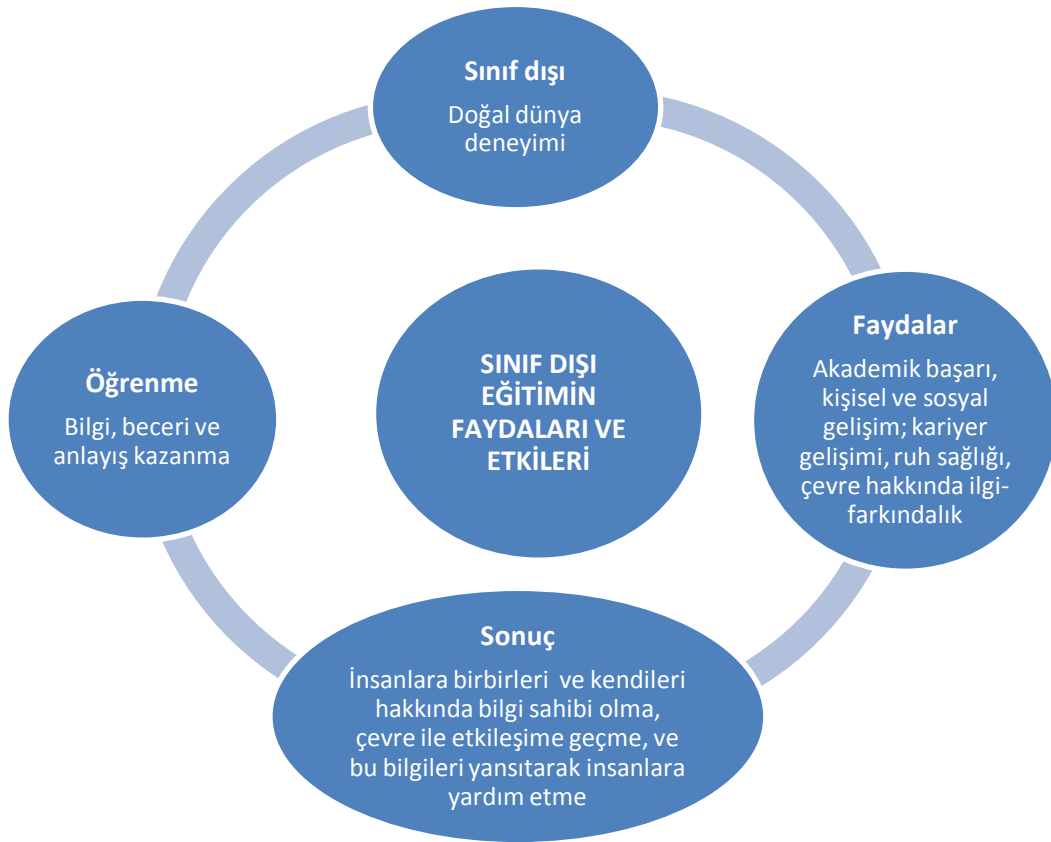 Sınıf dışı
Doğal dünya
deneyimi
Faydalar
Akademik başarı,
kişisel ve sosyal
gelişim; kariyer
gelişimi, ruh sağlığı,
çevre hakkında ilgi-
farkındalık
SINIF DIŞI
EĞİTİMİN
FAYDALARI VE
ETKİLERİ
Öğrenme
Bilgi, beceri ve
anlayış kazanma
Sonuç
İnsanlara birbirleri  ve kendileri
hakkında bilgi sahibi olma,
çevre ile etkileşime geçme, ve
bu bilgileri yansıtarak insanlara
yardım etme